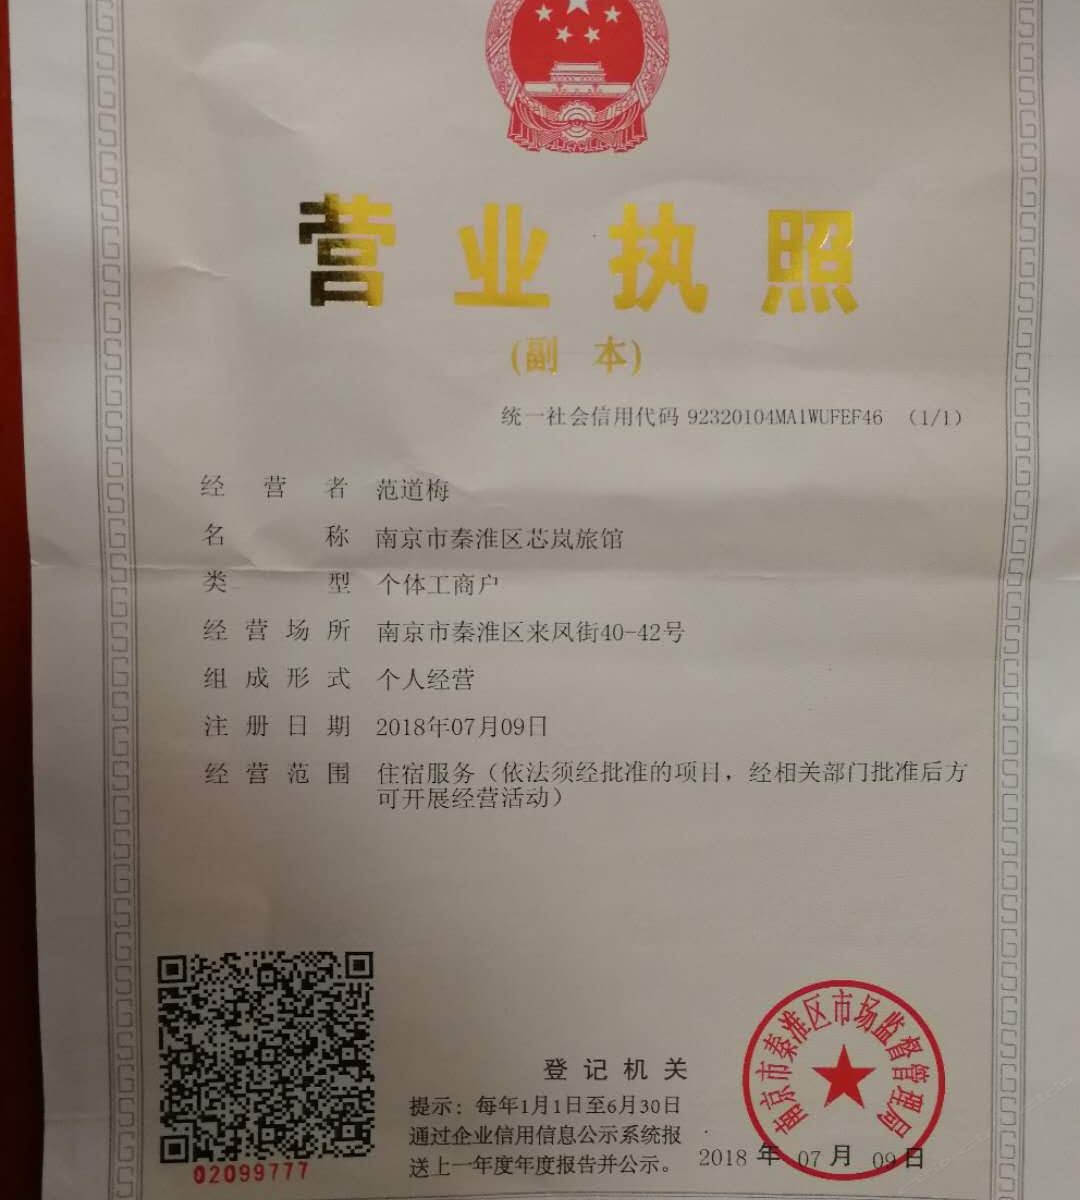 营业执照
(副 本)
统一社会信用代码 92320104MA1WUFEF46 (1/1)
经营者 范道梅
名称 南京市秦淮区芯岚旅馆
类型 个体工商户
经营场所 南京市秦淮区来凤街40-42号
组成形式 个人经营
注册日期 2018年07月09日
经营范围 住宿服务（依法须经批准的项目，经相关部门批准后方
可开展经营活动）
南京市秦淮区市场监督管理局
登记机关
提示：每年1月1日至6月30日
通过企业信用信息公示系统报
送上一年度年度报告并公示。
2018 年 07 月 09 日
02099777